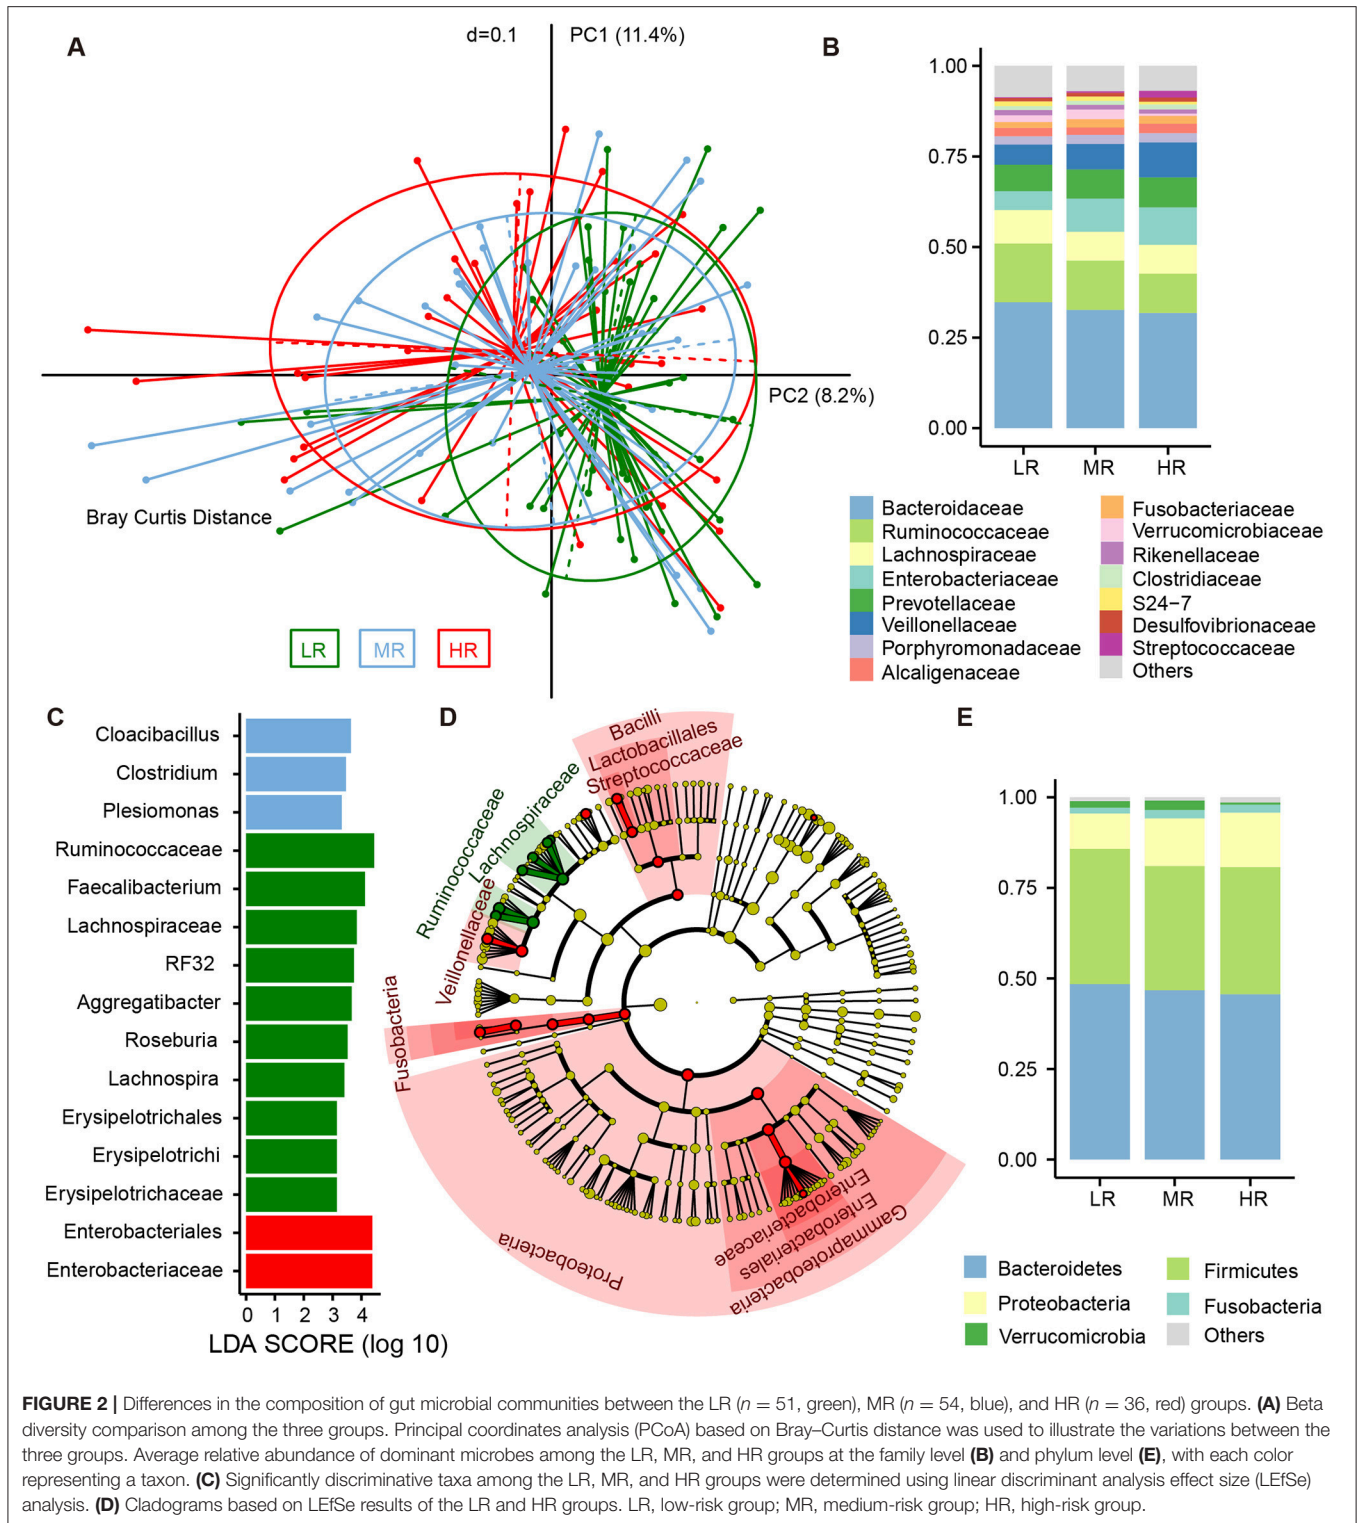 A
d=0.1
PC1 (11.4%)
PC2 (8.2%)
Bray Curtis Distance
LR
MR
HR
B
1.00
0.75
0.50
0.25
0.00
LR
MR
HR
Bacteroidaceae
Ruminococcaceae
Lachnospiraceae
Enterobacteriaceae
Prevotellaceae
Veillonellaceae
Porphyromonadaceae
Alcaligenaceae
Fusobacteriaceae
Verrucomicrobiaceae
Rikenellaceae
Clostridiaceae
S24−7
Desulfovibrionaceae
Streptococcaceae
Others
C
Cloacibacillus
Clostridium
Plesiomonas
Ruminococcaceae
Faecalibacterium
Lachnospiraceae
RF32
Aggregatibacter
Roseburia
Lachnospira
Erysipelotrichales
Erysipelotrichi
Erysipelotrichaceae
Enterobacteriales
Enterobacteriaceae
0 1 2 3 4
LDA SCORE (log 10)
D
Bacilli
Lactobacillales
Streptococcaceae
Lachnospiraceae
Ruminococcaceae
Veillonellaceae
Fusobacteria
Proteobacteria
Enterobacteriaceae
Enterobacteriales
Gammaproteobacteria
E
1.00
0.75
0.50
0.25
0.00
LR
MR
HR
Bacteroidetes
Proteobacteria
Verrucomicrobia
Firmicutes
Fusobacteria
Others
FIGURE 2 | Differences in the composition of gut microbial communities between the LR (n = 51, green), MR (n = 54, blue), and HR (n = 36, red) groups. (A) Beta
diversity comparison among the three groups. Principal coordinates analysis (PCoA) based on Bray–Curtis distance was used to illustrate the variations between the
three groups. Average relative abundance of dominant microbes among the LR, MR, and HR groups at the family level (B) and phylum level (E), with each color
representing a taxon. (C) Significantly discriminative taxa among the LR, MR, and HR groups were determined using linear discriminant analysis effect size (LEfSe)
analysis. (D) Cladograms based on LEfSe results of the LR and HR groups. LR, low-risk group; MR, medium-risk group; HR, high-risk group.